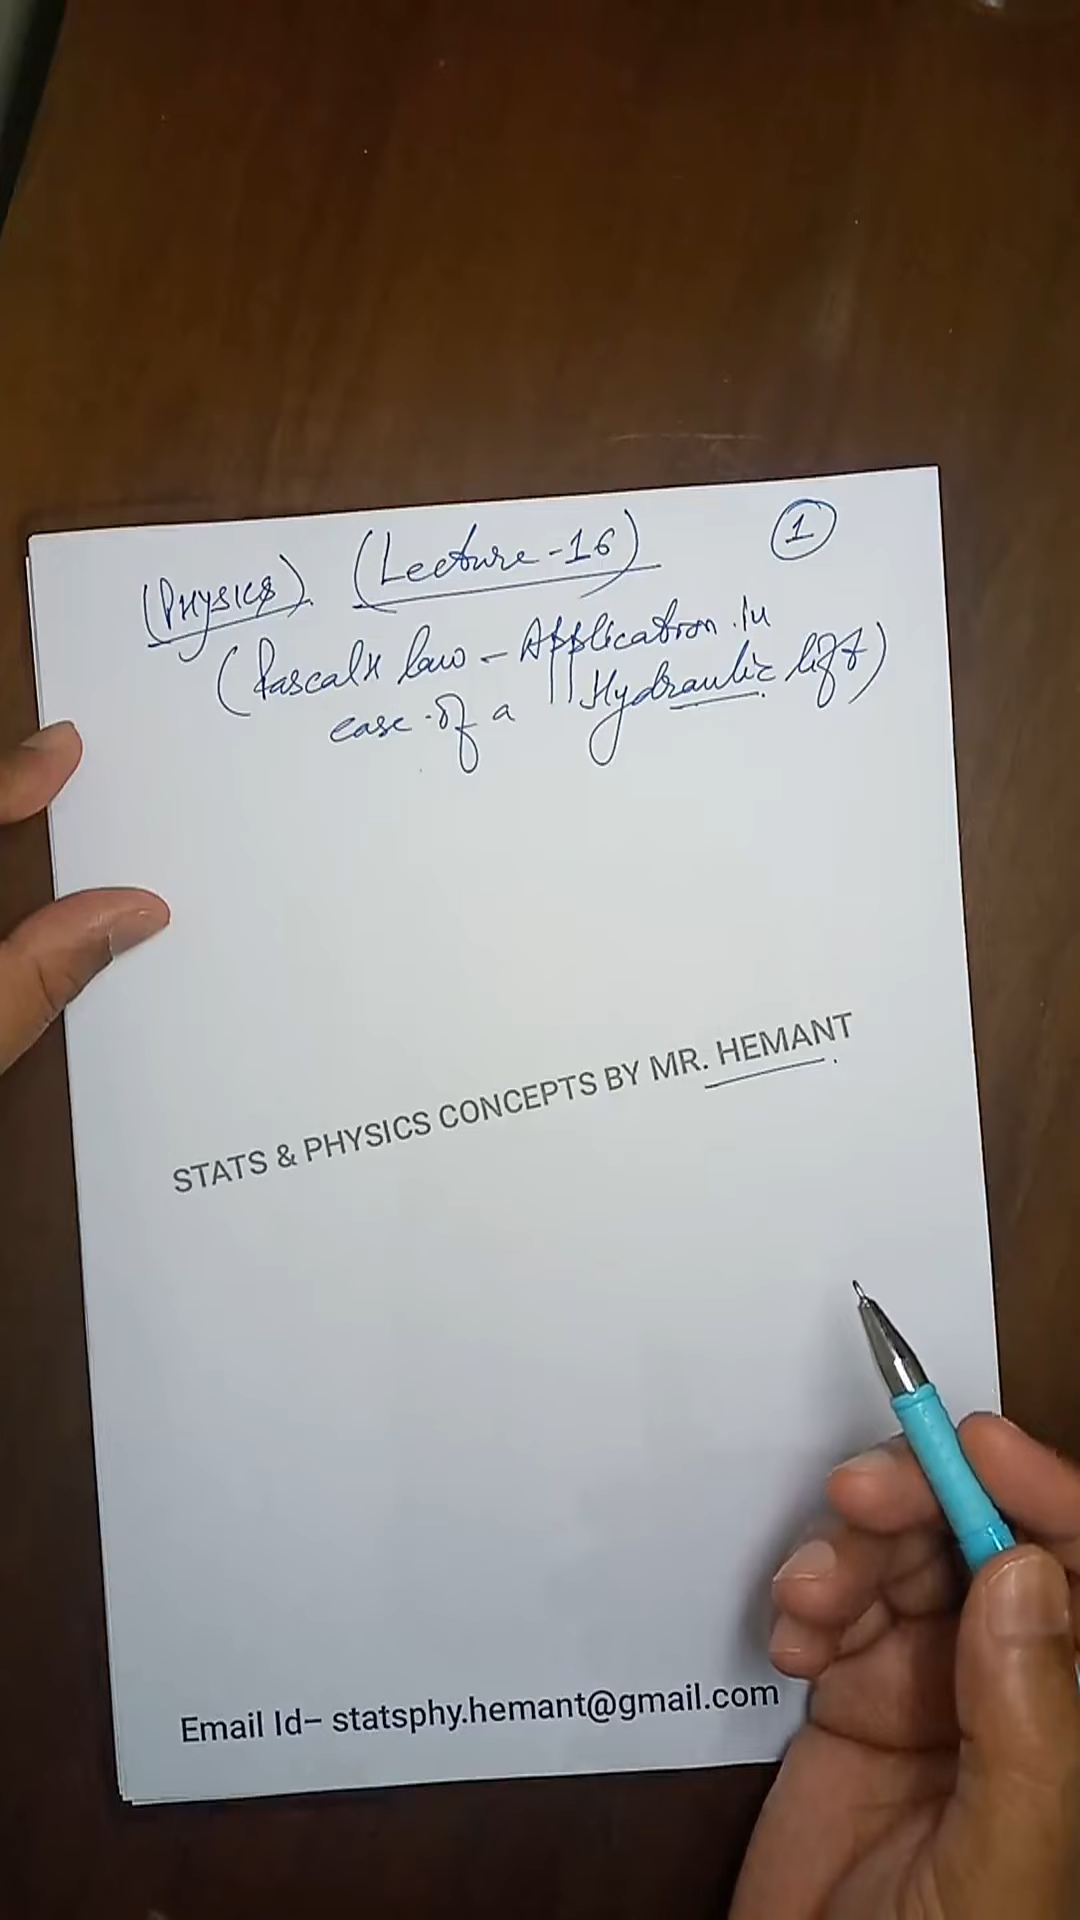 (Physics) (Lecture-16) 1
(Pascal's law - Application in
case of a Hydraulic lift)
STATS & PHYSICS CONCEPTS BY MR. HEMANT
Email Id- statsphy.hemant@gmail.com